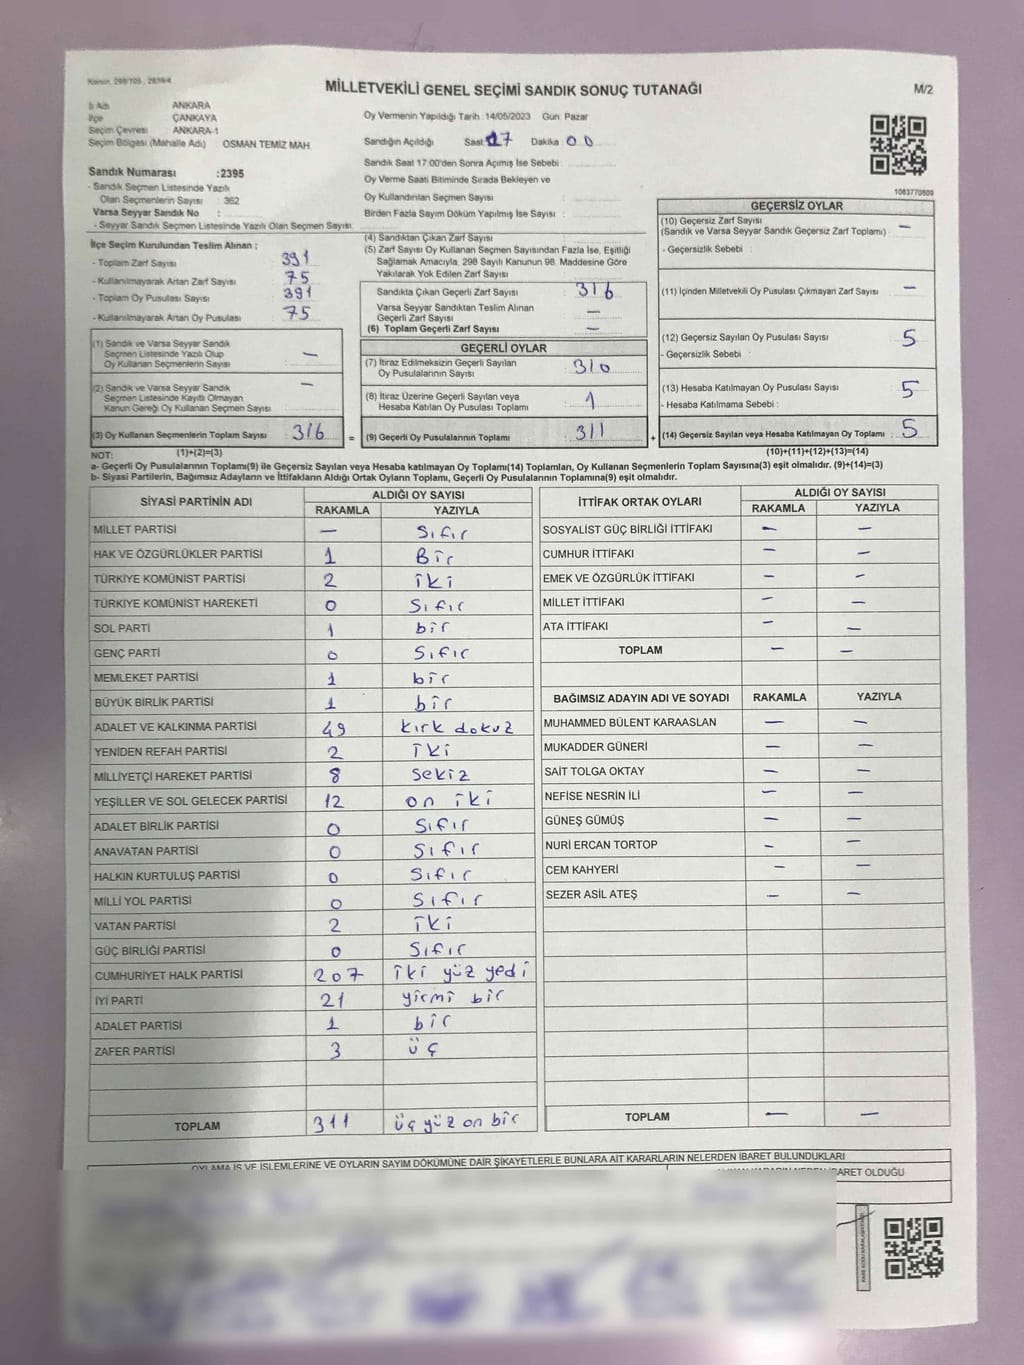 Kanun: 298/105 , 2839/4
MİLLETVEKİLİ GENEL SEÇİMİ SANDIK SONUÇ TUTANAĞI
M/2
İl Adı ANKARA
İlçe ÇANKAYA
Seçim Çevresi ANKARA-1
Seçim Bölgesi (Mahalle Adı) OSMAN TEMİZ MAH.
Oy Vermenin Yapıldığı Tarih :14/05/2023 Gün: Pazar
Sandığın Açıldığı Saat: 17 Dakika : 00
Sandık Saat 17.00'den Sonra Açımış İse Sebebi :
Oy Verme Saati Bitiminde Sırada Bekleyen ve
Oy Kullandırılan Seçmen Sayısı :
Birden Fazla Sayım Döküm Yapılmış İse Sayısı :
1083770809
Sandık Numarası :2395
- Sandık Seçmen Listesinde Yazılı
Olan Seçmenlerin Sayısı : 362
Varsa Seyyar Sandık No :
- Seyyar Sandık Seçmen Listesinde Yazılı Olan Seçmen Sayısı:
İlçe Seçim Kurulundan Teslim Alınan :
- Toplam Zarf Sayısı 391
- Kullanılmayarak Artan Zarf Sayısı : 75
- Toplam Oy Pusulası Sayısı : 391
- Kullanılmayarak Artan Oy Pusulası : 75
(1) Sandık ve Varsa Seyyar Sandık
Seçmen Listesinde Yazılı Olup
Oy Kullanan Seçmenlerin Sayısı —
(2) Sandık ve Varsa Seyyar Sandık
Seçmen Listesinde Kayıtlı Olmayan
Kanun Gereği Oy Kullanan Seçmen Sayısı —
(3) Oy Kullanan Seçmenlerin Toplam Sayısı 316
(1)+(2)=(3)
(4) Sandıktan Çıkan Zarf Sayısı :
(5) Zarf Sayısı Oy Kullanan Seçmen Sayısından Fazla İse, Eşitliği
Sağlamak Amacıyla, 298 Sayılı Kanunun 98. Maddesine Göre
Yakılarak Yok Edilen Zarf Sayısı :
Sandıkta Çıkan Geçerli Zarf Sayısı : 316
Varsa Seyyar Sandıktan Teslim Alınan
Geçerli Zarf Sayısı : —
(6) Toplam Geçerli Zarf Sayısı : —
GEÇERLİ OYLAR
(7) İtiraz Edilmeksizin Geçerli Sayılan
Oy Pusulalarının Sayısı : 310
(8) İtiraz Üzerine Geçerli Sayılan veya
Hesaba Katılan Oy Pusulası Toplamı : 1
= (9) Geçerli Oy Pusulalarının Toplamı : 311
GEÇERSİZ OYLAR
(10) Geçersiz Zarf Sayısı
(Sandık ve Varsa Seyyar Sandık Geçersiz Zarf Toplamı) : —
- Geçersizlik Sebebi :
(11) İçinden Milletvekili Oy Pusulası Çıkmayan Zarf Sayısı : —
(12) Geçersiz Sayılan Oy Pusulası Sayısı : 5
- Geçersizlik Sebebi :
(13) Hesaba Katılmayan Oy Pusulası Sayısı : 5
- Hesaba Katılmama Sebebi :
+ (14) Geçersiz Sayılan veya Hesaba Katılmayan Oy Toplamı : 5
(10)+(11)+(12)+(13)=(14)
NOT:
a- Geçerli Oy Pusulalarının Toplamı(9) ile Geçersiz Sayılan veya Hesaba katılmayan Oy Toplamı(14) Toplamları, Oy Kullanan Seçmenlerin Toplam Sayısına(3) eşit olmalıdır. (9)+(14)=(3)
b- Siyasi Partilerin, Bağımsız Adayların ve İttifakların Aldığı Ortak Oyların Toplamı, Geçerli Oy Pusulalarının Toplamına(9) eşit olmalıdır.
SİYASİ PARTİNİN ADI ALDIĞI OY SAYISI
RAKAMLA YAZIYLA
MİLLET PARTİSİ — Sıfır
HAK VE ÖZGÜRLÜKLER PARTİSİ 1 Bir
TÜRKİYE KOMÜNİST PARTİSİ 2 iki
TÜRKİYE KOMÜNİST HAREKETİ 0 Sıfır
SOL PARTİ 1 bir
GENÇ PARTİ 0 Sıfır
MEMLEKET PARTİSİ 1 bir
BÜYÜK BİRLİK PARTİSİ 1 bir
ADALET VE KALKINMA PARTİSİ 49 kırk dokuz
YENİDEN REFAH PARTİSİ 2 İki
MİLLİYETÇİ HAREKET PARTİSİ 8 Sekiz
YEŞİLLER VE SOL GELECEK PARTİSİ 12 on iki
ADALET BİRLİK PARTİSİ 0 Sıfır
ANAVATAN PARTİSİ 0 Sıfır
HALKIN KURTULUŞ PARTİSİ 0 Sıfır
MİLLİ YOL PARTİSİ 0 Sıfır
VATAN PARTİSİ 2 iki
GÜÇ BİRLİĞİ PARTİSİ 0 Sıfır
CUMHURİYET HALK PARTİSİ 207 iki yüz yedi
İYİ PARTİ 21 yirmi bir
ADALET PARTİSİ 1 bir
ZAFER PARTİSİ 3 üç
TOPLAM 311 üç yüz on bir
İTTİFAK ORTAK OYLARI ALDIĞI OY SAYISI
RAKAMLA YAZIYLA
SOSYALİST GÜÇ BİRLİĞİ İTTİFAKI — —
CUMHUR İTTİFAKI — —
EMEK VE ÖZGÜRLÜK İTTİFAKI — —
MİLLET İTTİFAKI — —
ATA İTTİFAKI — —
TOPLAM — —
BAĞIMSIZ ADAYIN ADI VE SOYADI RAKAMLA YAZIYLA
MUHAMMED BÜLENT KARAASLAN — —
MUKADDER GÜNERİ — —
SAİT TOLGA OKTAY — —
NEFİSE NESRİN İLİ — —
GÜNEŞ GÜMÜŞ — —
NURİ ERCAN TORTOP — —
CEM KAHYERİ — —
SEZER ASİL ATEŞ — —
TOPLAM — —
OYLAMA İŞ VE İŞLEMLERİNE VE OYLARIN SAYIM DÖKÜMÜNE DAİR ŞİKAYETLERLE BUNLARA AİT KARARLARIN NELERDEN İBARET BULUNDUKLARI
İBARET OLDUĞU